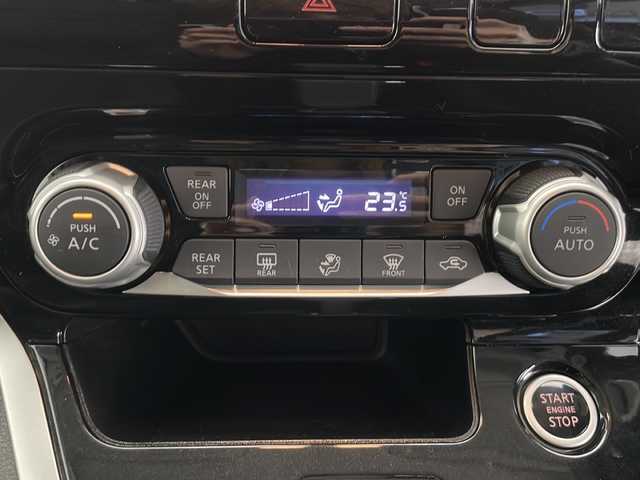 REAR
ON
OFF
23.5°C
ON
OFF
PUSH
A/C
PUSH
AUTO
REAR
SET
REAR
FRONT
START
ENGINE
STOP